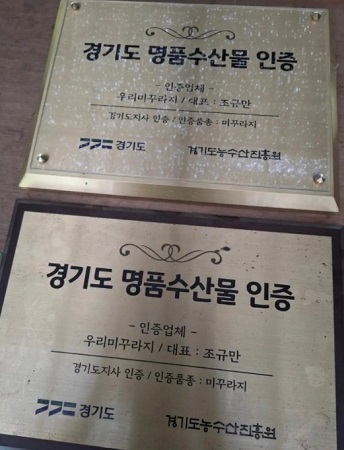 경기도 명품수산물 인증
- 인증업체 -
우리미꾸라지 / 대표 : 조규만
경기도지사 인증 / 인증품종 : 미꾸라지
경기도 경기도농수산진흥원
경기도 명품수산물 인증
- 인증업체 -
우리미꾸라지 / 대표 : 조규만
경기도지사 인증 / 인증품종 : 미꾸라지
경기도 경기도농수산진흥원